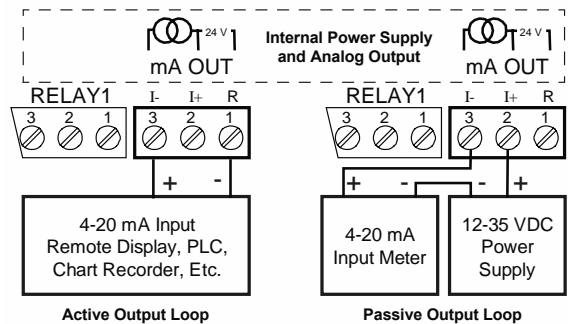 24 V
24 V
Internal Power Supply
and Analog Output
mA OUT
mA OUT
RELAY1
I- I+ R
RELAY1
I- I+ R
3 2 1
3 2 1
3 2 1
3 2 1
+ -
+ - - +
4-20 mA Input
Remote Display, PLC,
Chart Recorder, Etc.
4-20 mA
Input Meter
12-35 VDC
Power
Supply
Active Output Loop
Passive Output Loop